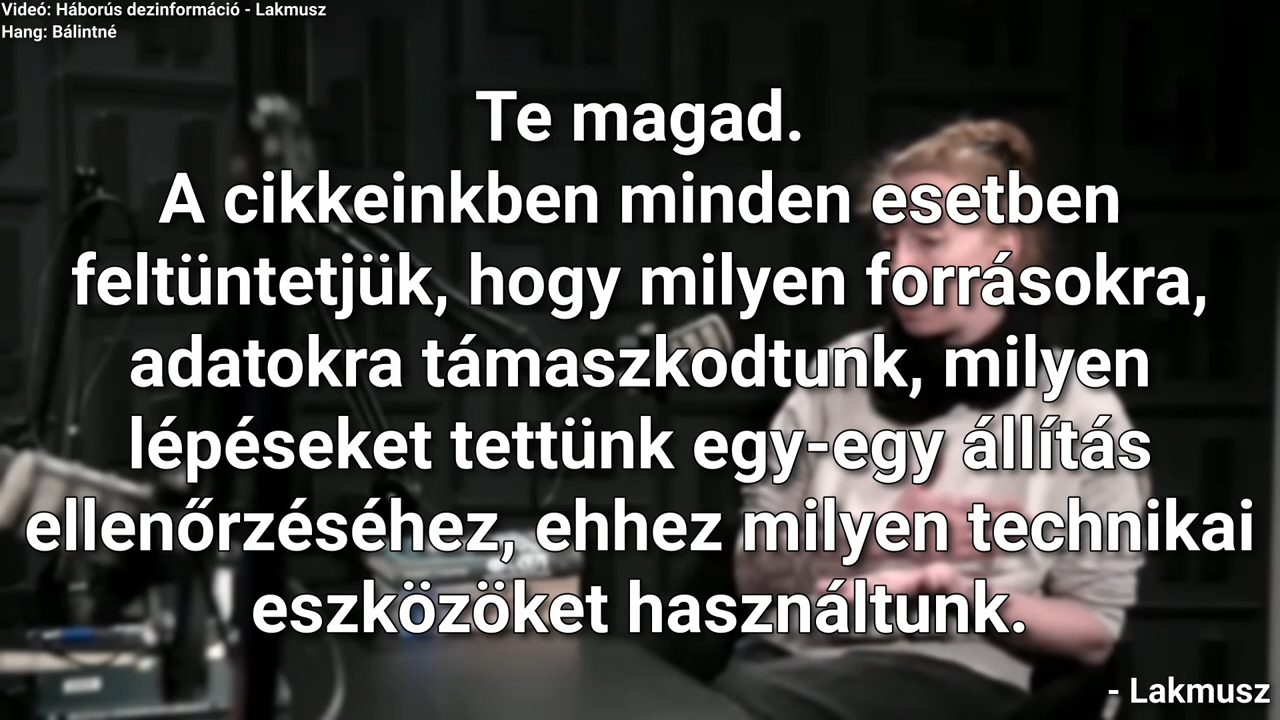 Videó: Háborús dezinformáció - Lakmusz
Hang: Bálintné
Te magad.
A cikkeinkben minden esetben
feltüntetjük, hogy milyen forrásokra,
adatokra támaszkodtunk, milyen
lépéseket tettünk egy-egy állítás
ellenőrzéséhez, ehhez milyen technikai
eszközöket használtunk.
- Lakmusz